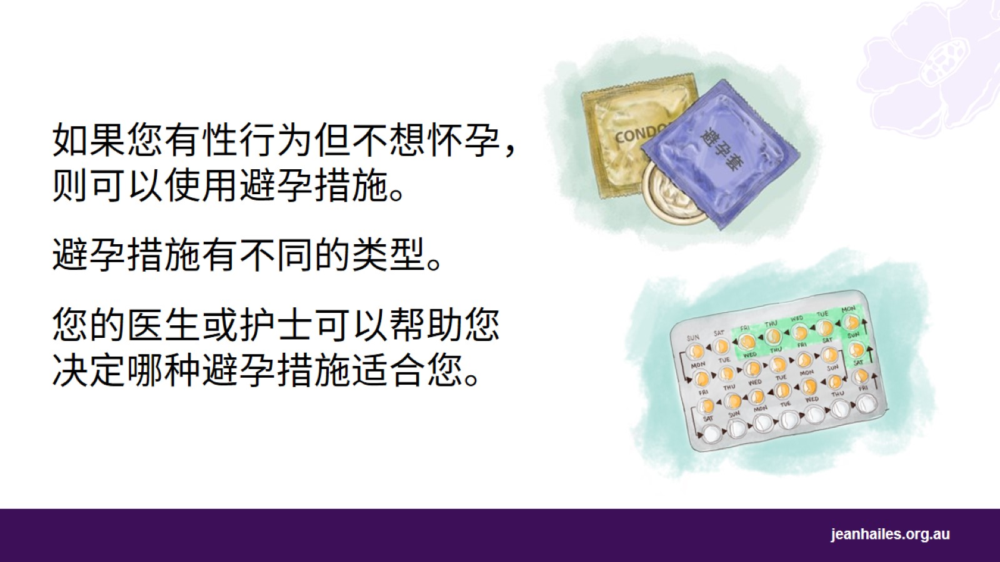 如果您有性行为但不想怀孕，
则可以使用避孕措施。
避孕措施有不同的类型。
您的医生或护士可以帮助您
决定哪种避孕措施适合您。
CONDO
避孕套
SUN SAT FRI THU WED TUE MON
MON TUE WED THU FRI SAT SUN
FRI THU WED TUE MON SUN SAT
SAT SUN MON TUE WED THU FRI
jeanhailes.org.au